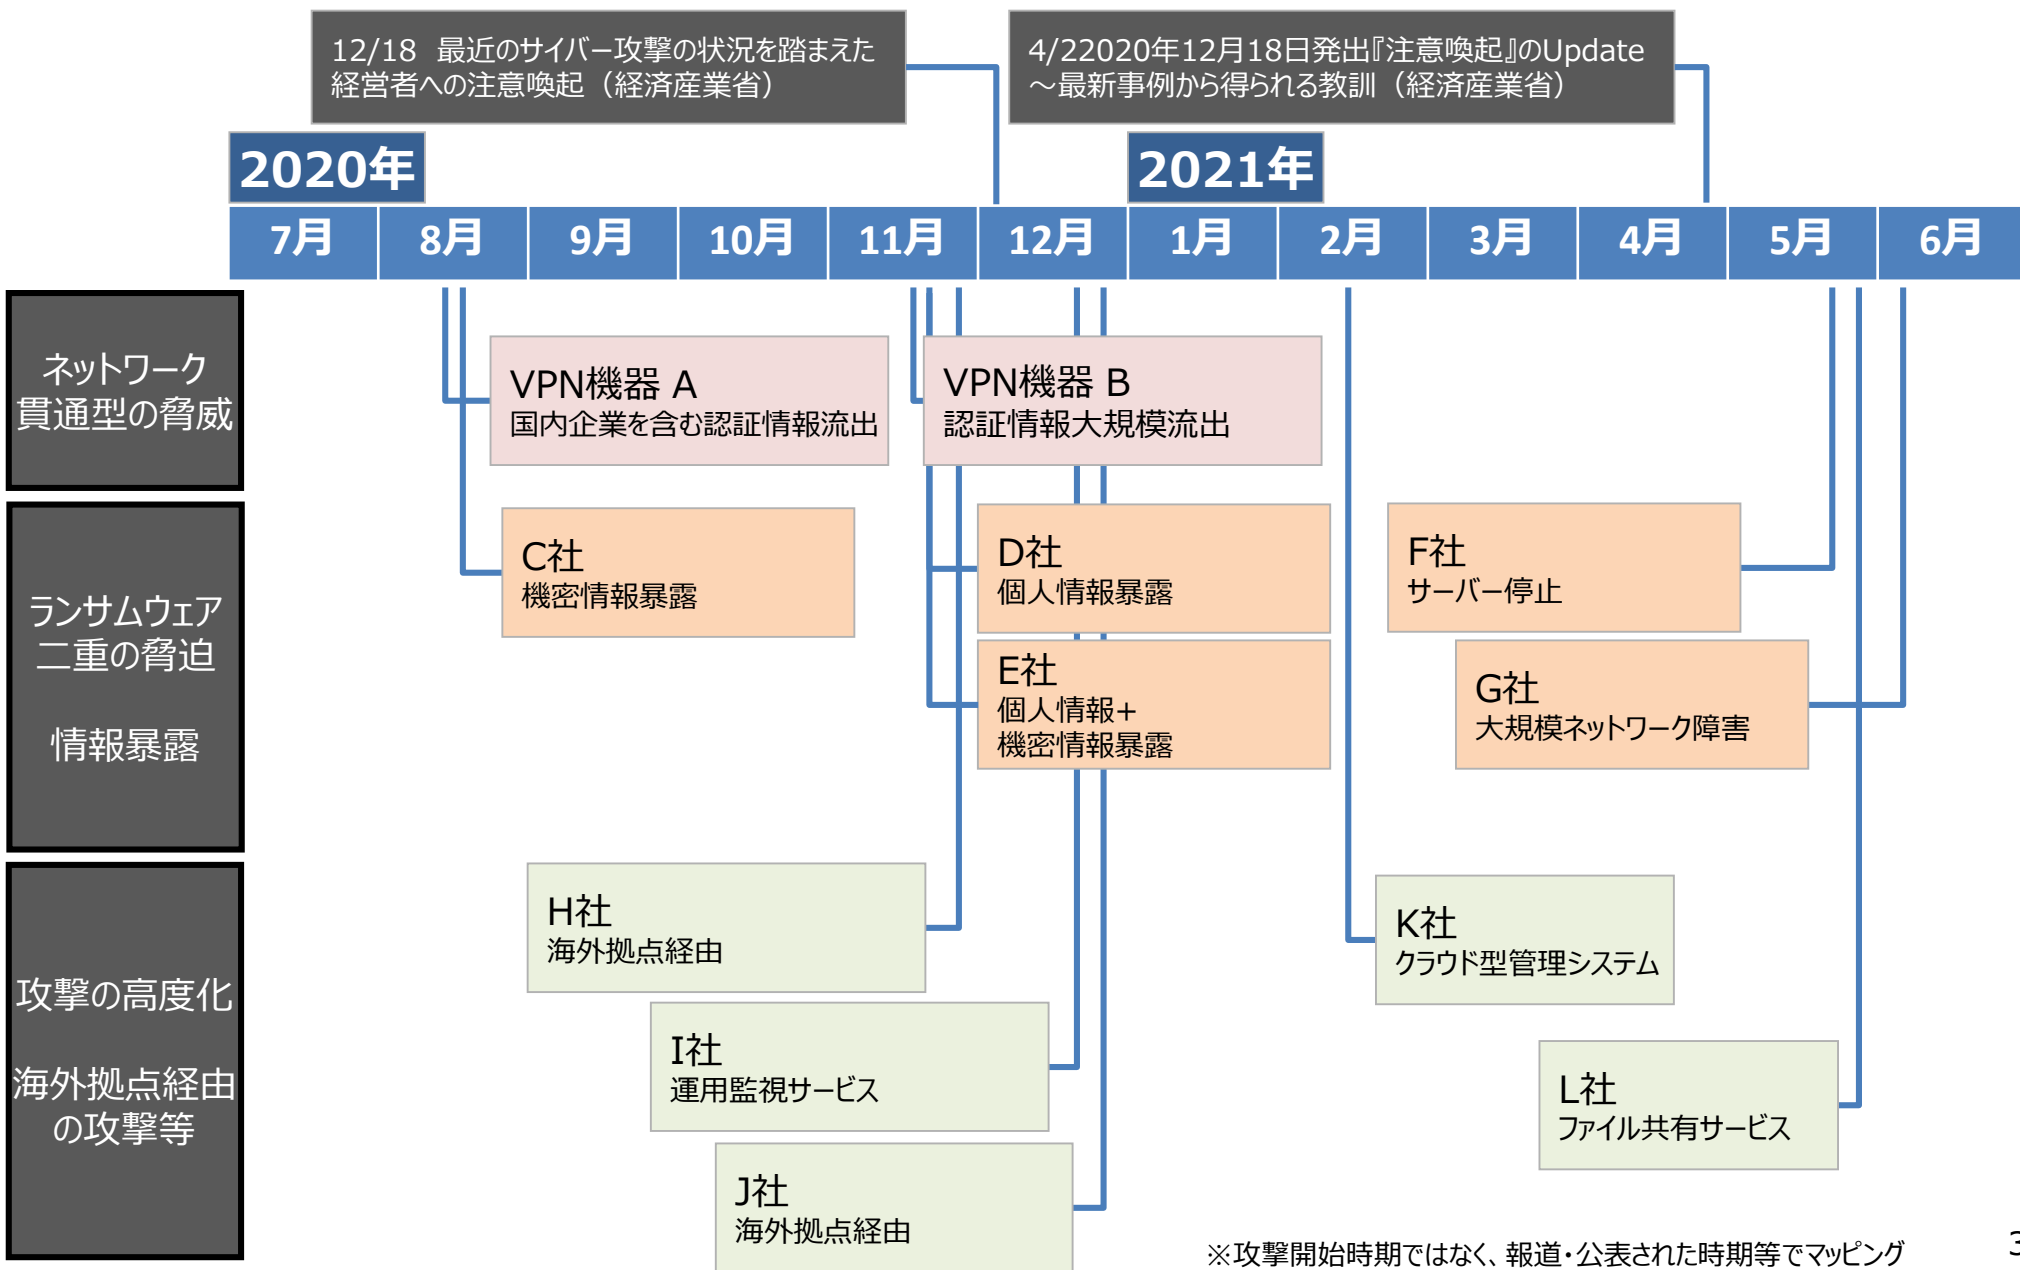 12/18 最近のサイバー攻撃の状況を踏まえた
経営者への注意喚起（経済産業省）
4/22020年12月18日発出『注意喚起』のUpdate
～最新事例から得られる教訓（経済産業省）
2020年
2021年
7月 8月 9月 10月 11月 12月 1月 2月 3月 4月 5月 6月
ネットワーク
貫通型の脅威
VPN機器 A
国内企業を含む認証情報流出
VPN機器 B
認証情報大規模流出
ランサムウェア
二重の脅迫
情報暴露
C社
機密情報暴露
D社
個人情報暴露
E社
個人情報+
機密情報暴露
F社
サーバー停止
G社
大規模ネットワーク障害
攻撃の高度化
海外拠点経由
の攻撃等
H社
海外拠点経由
I社
運用監視サービス
J社
海外拠点経由
K社
クラウド型管理システム
L社
ファイル共有サービス
※攻撃開始時期ではなく、報道・公表された時期等でマッピング